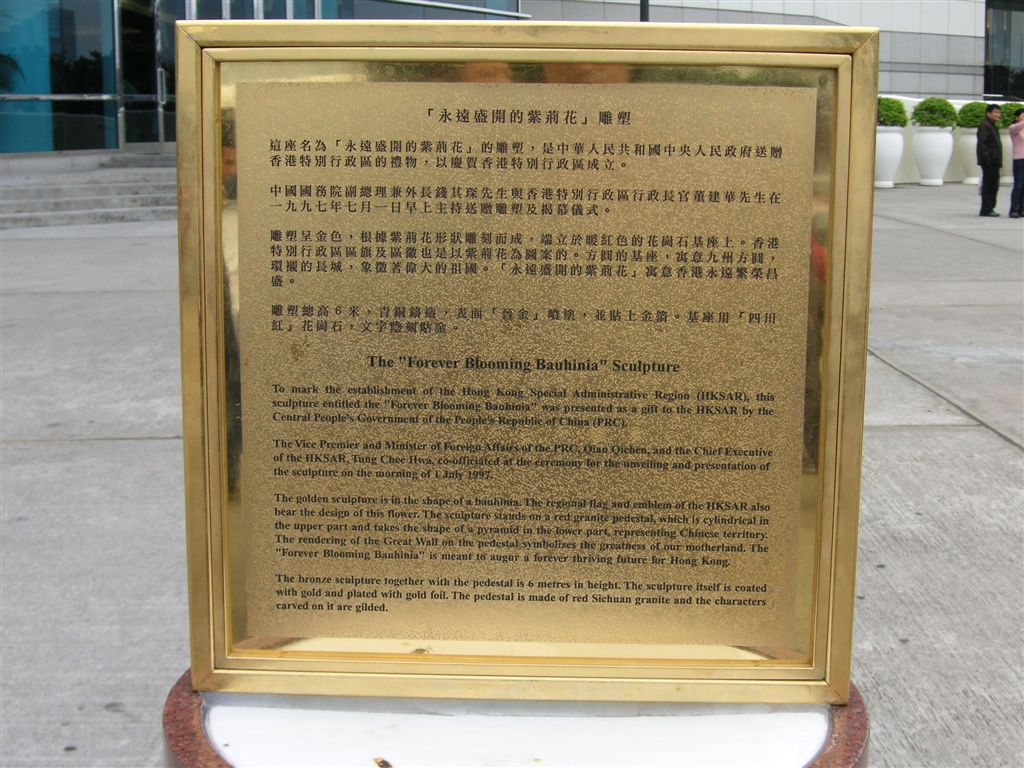 「永遠盛開的紫荊花」雕塑
這座名為「永遠盛開的紫荊花」的雕塑，是中華人民共和國中央人民政府送贈
香港特別行政區的禮物，以慶賀香港特別行政區成立。
中國國務院副總理兼外長錢其琛先生與香港特別行政區行政長官董建華先生在
一九九七年七月一日早上主持送贈雕塑及揭幕儀式。
雕塑呈金色，根據紫荊花形狀雕刻而成，端立於暖紅色的花崗石基座上。香港
特別行政區區旗及區徽也是以紫荊花為圖案的。方圓的基座，寓意九州方圓，
環襯的長城，象徵著偉大的祖國。「永遠盛開的紫荊花」寓意香港永遠繁榮昌
盛。
雕塑總高6米，青銅鑄造，表面「貧金」噴塗，並貼上金箔。基座用「四川
紅」花崗石，文字陰刻貼金。
The "Forever Blooming Bauhinia" Sculpture
To mark the establishment of the Hong Kong Special Administrative Region (HKSAR), this
sculpture entitled the "Forever Blooming Bauhinia" was presented as a gift to the HKSAR by the
Central People's Government of the People's Republic of China (PRC).
The Vice Premier and Minister of Foreign Affairs of the PRC, Qian Qichen, and the Chief Executive
of the HKSAR, Tung Chee Hwa, co-officiated at the ceremony for the unveiling and presentation of
the sculpture on the morning of 1 July 1997.
The golden sculpture is in the shape of a bauhinia. The regional flag and emblem of the HKSAR also
bear the design of this flower. The sculpture stands on a red granite pedestal, which is cylindrical in
the upper part and takes the shape of a pyramid in the lower part, representing Chinese territory.
The rendering of the Great Wall on the pedestal symbolizes the greatness of our motherland. The
"Forever Blooming Bauhinia" is meant to augur a forever thriving future for Hong Kong.
The bronze sculpture together with the pedestal is 6 metres in height. The sculpture itself is coated
with gold and plated with gold foil. The pedestal is made of red Sichuan granite and the characters
carved on it are gilded.